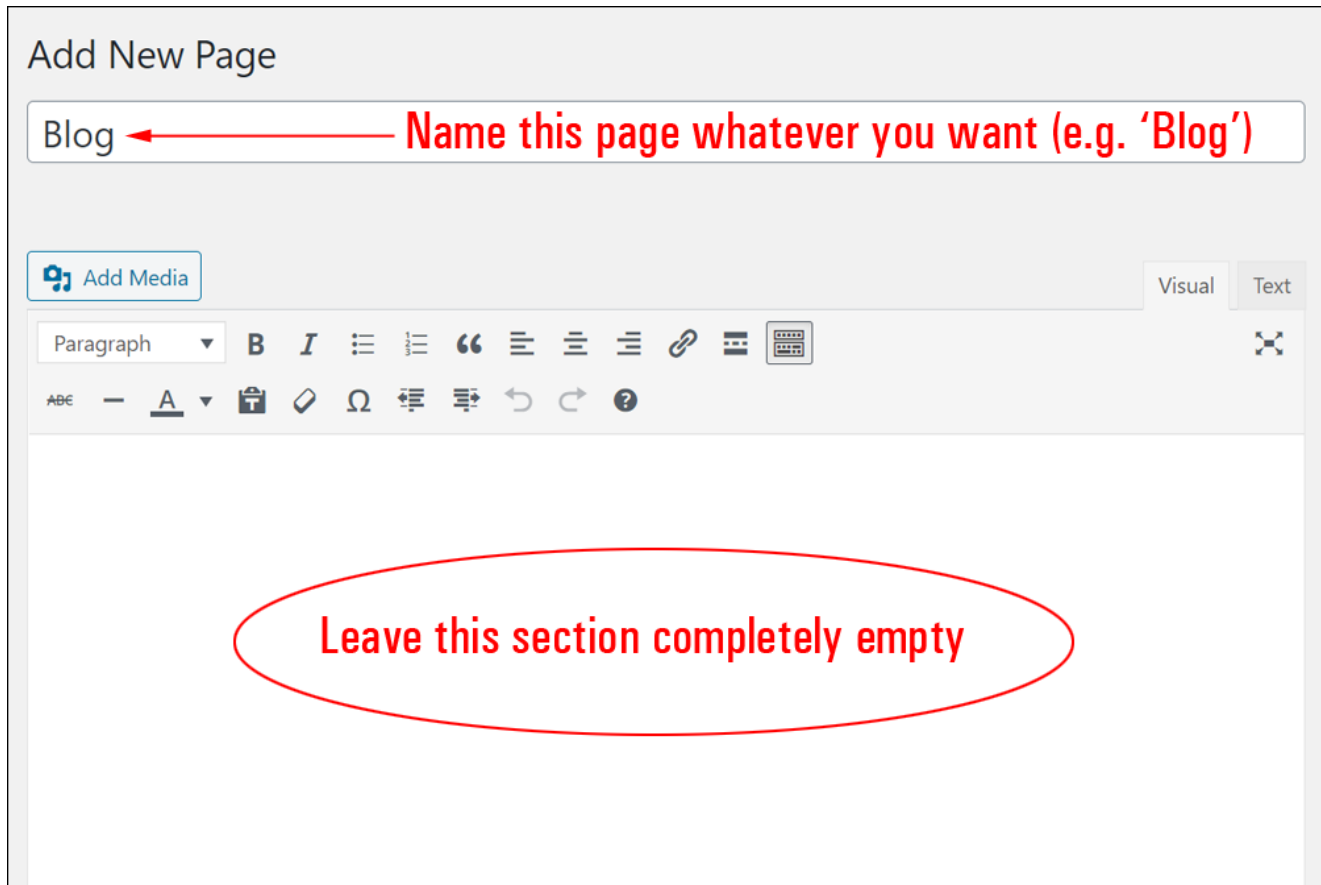 Add New Page
Blog Name this page whatever you want (e.g. ‘Blog’)
Add Media
Visual Text
Paragraph B I
ABC A T Ω ?
Leave this section completely empty